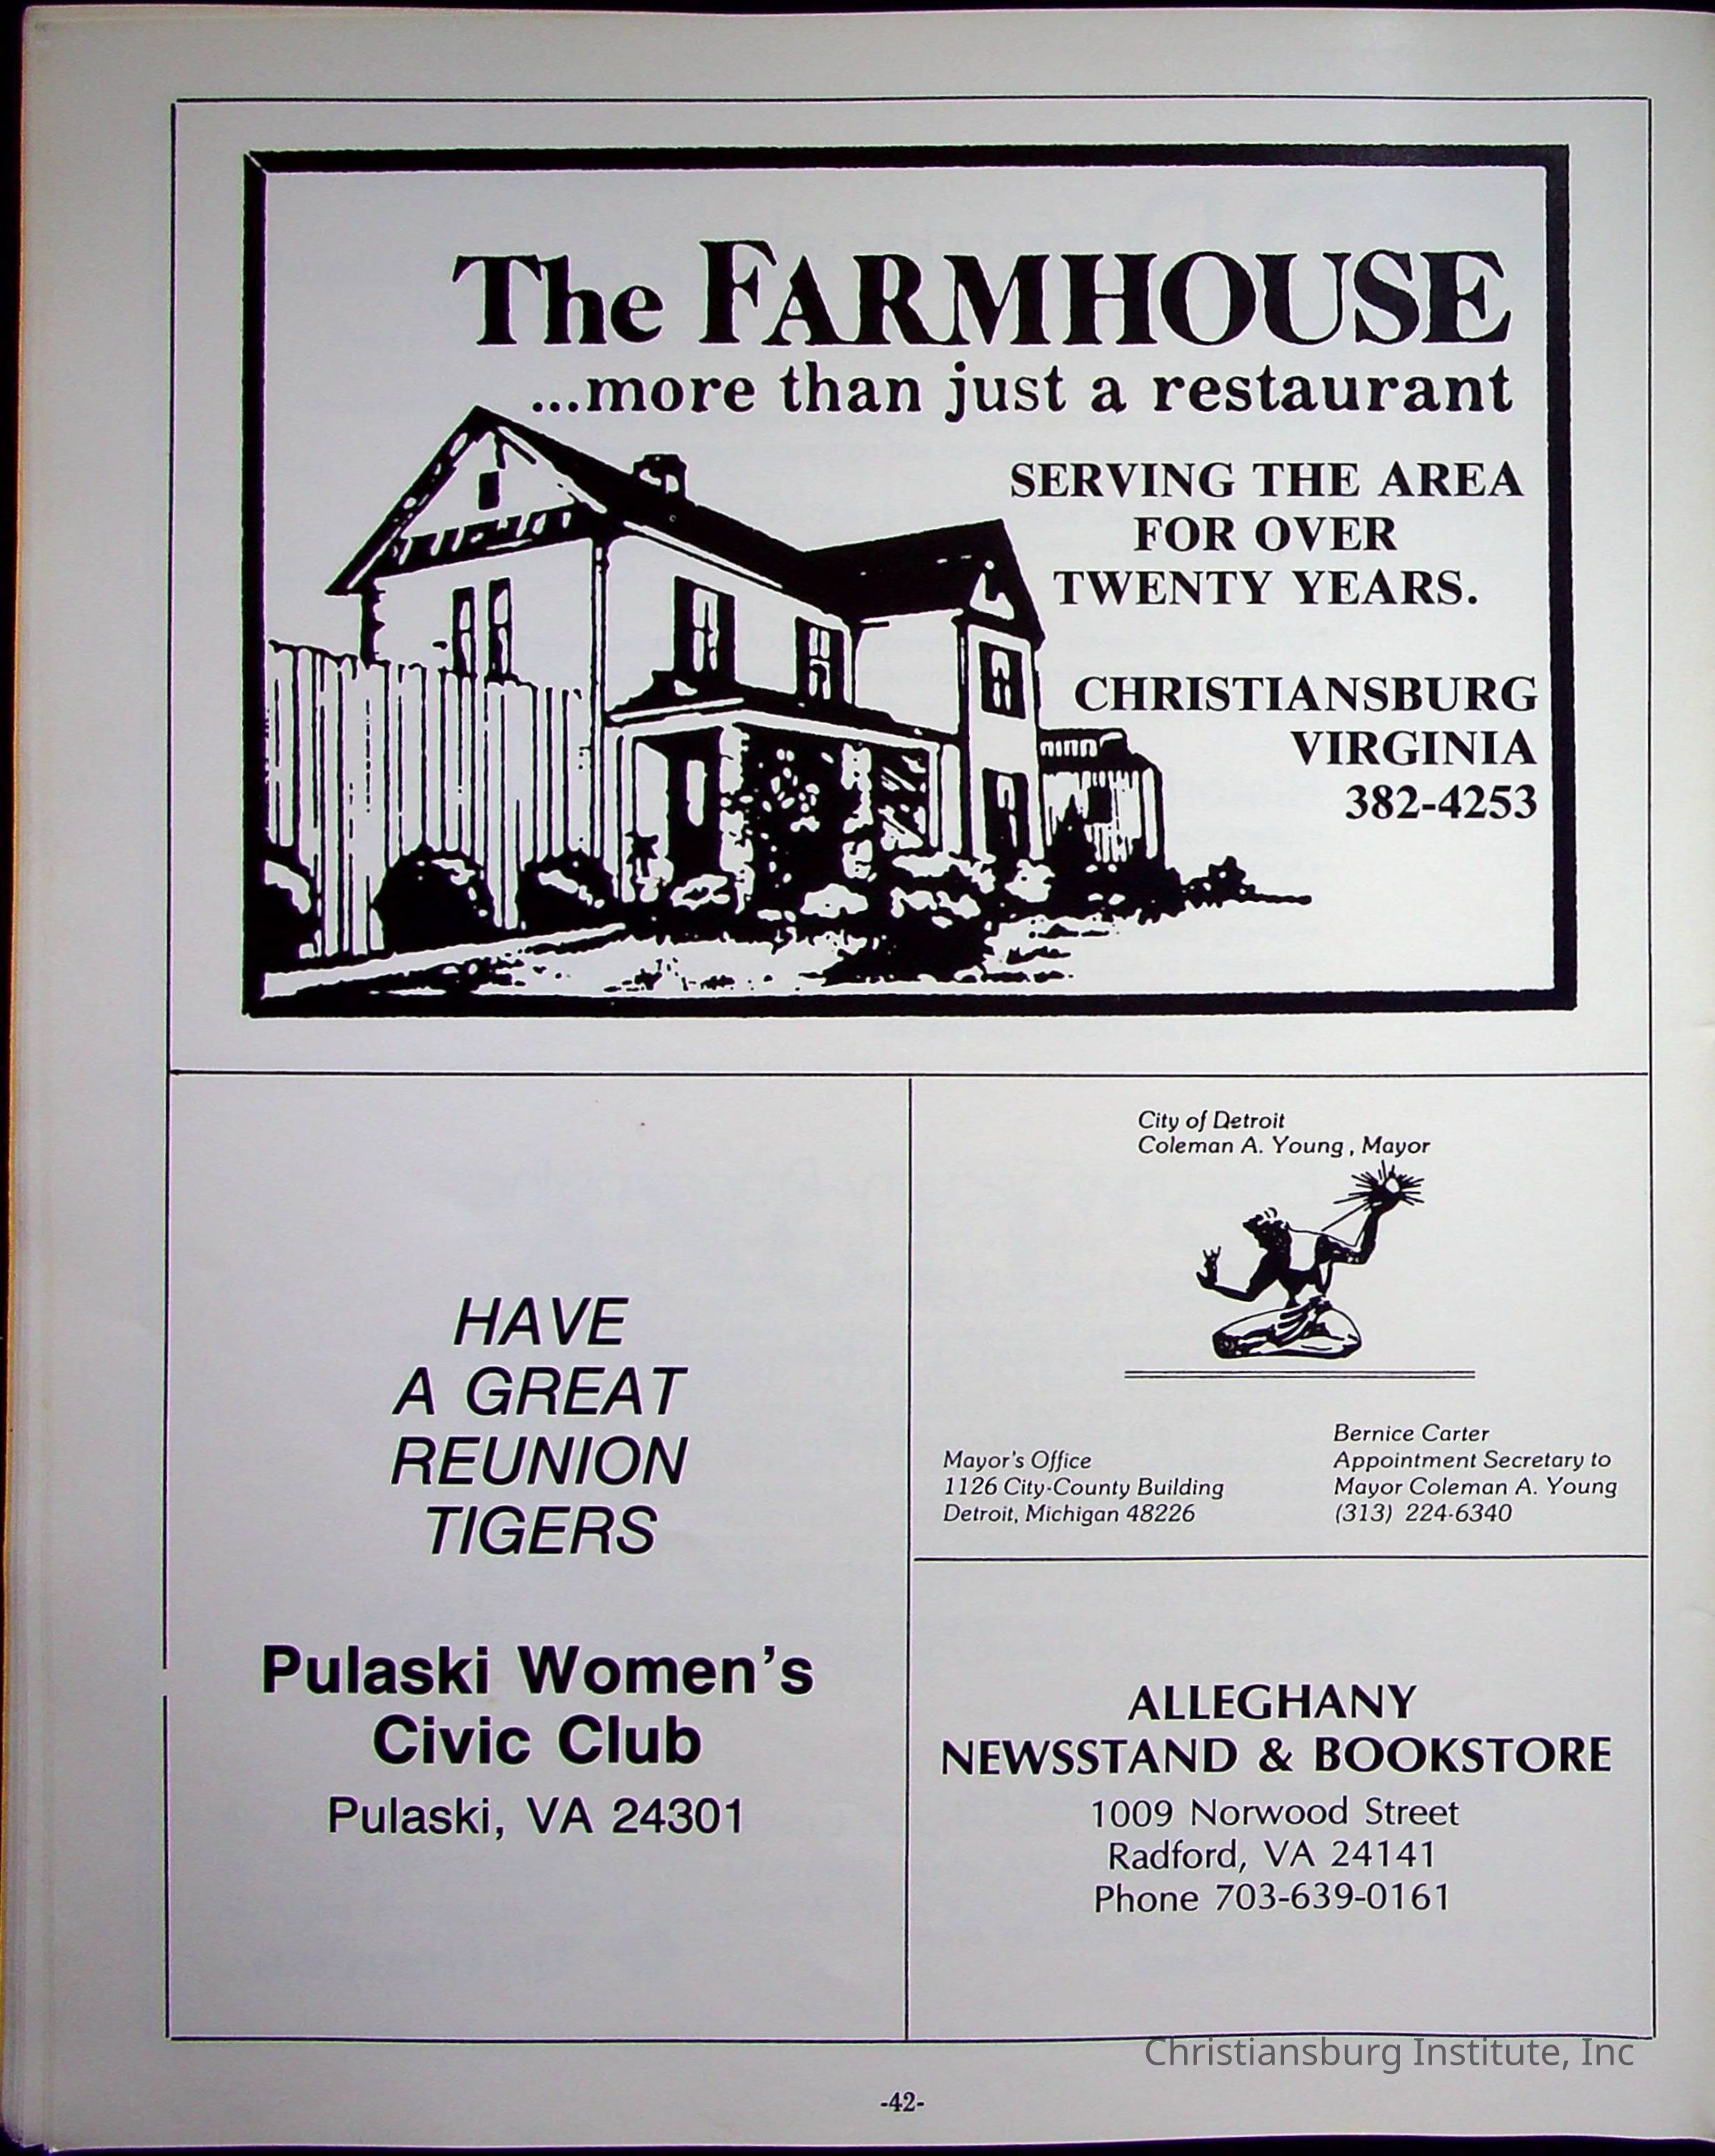 The FARMHOUSE
...more than just a restaurant
SERVING THE AREA
FOR OVER
TWENTY YEARS.
CHRISTIANSBURG
VIRGINIA
382-4253
HAVE
A GREAT
REUNION
TIGERS
Pulaski Women's
Civic Club
Pulaski, VA 24301
City of Detroit
Coleman A. Young, Mayor
Mayor's Office
1126 City-County Building
Detroit, Michigan 48226
Bernice Carter
Appointment Secretary to
Mayor Coleman A. Young
(313) 224-6340
ALLEGHANY
NEWSSTAND & BOOKSTORE
1009 Norwood Street
Radford, VA 24141
Phone 703-639-0161
Christiansburg Institute, Inc
-42-